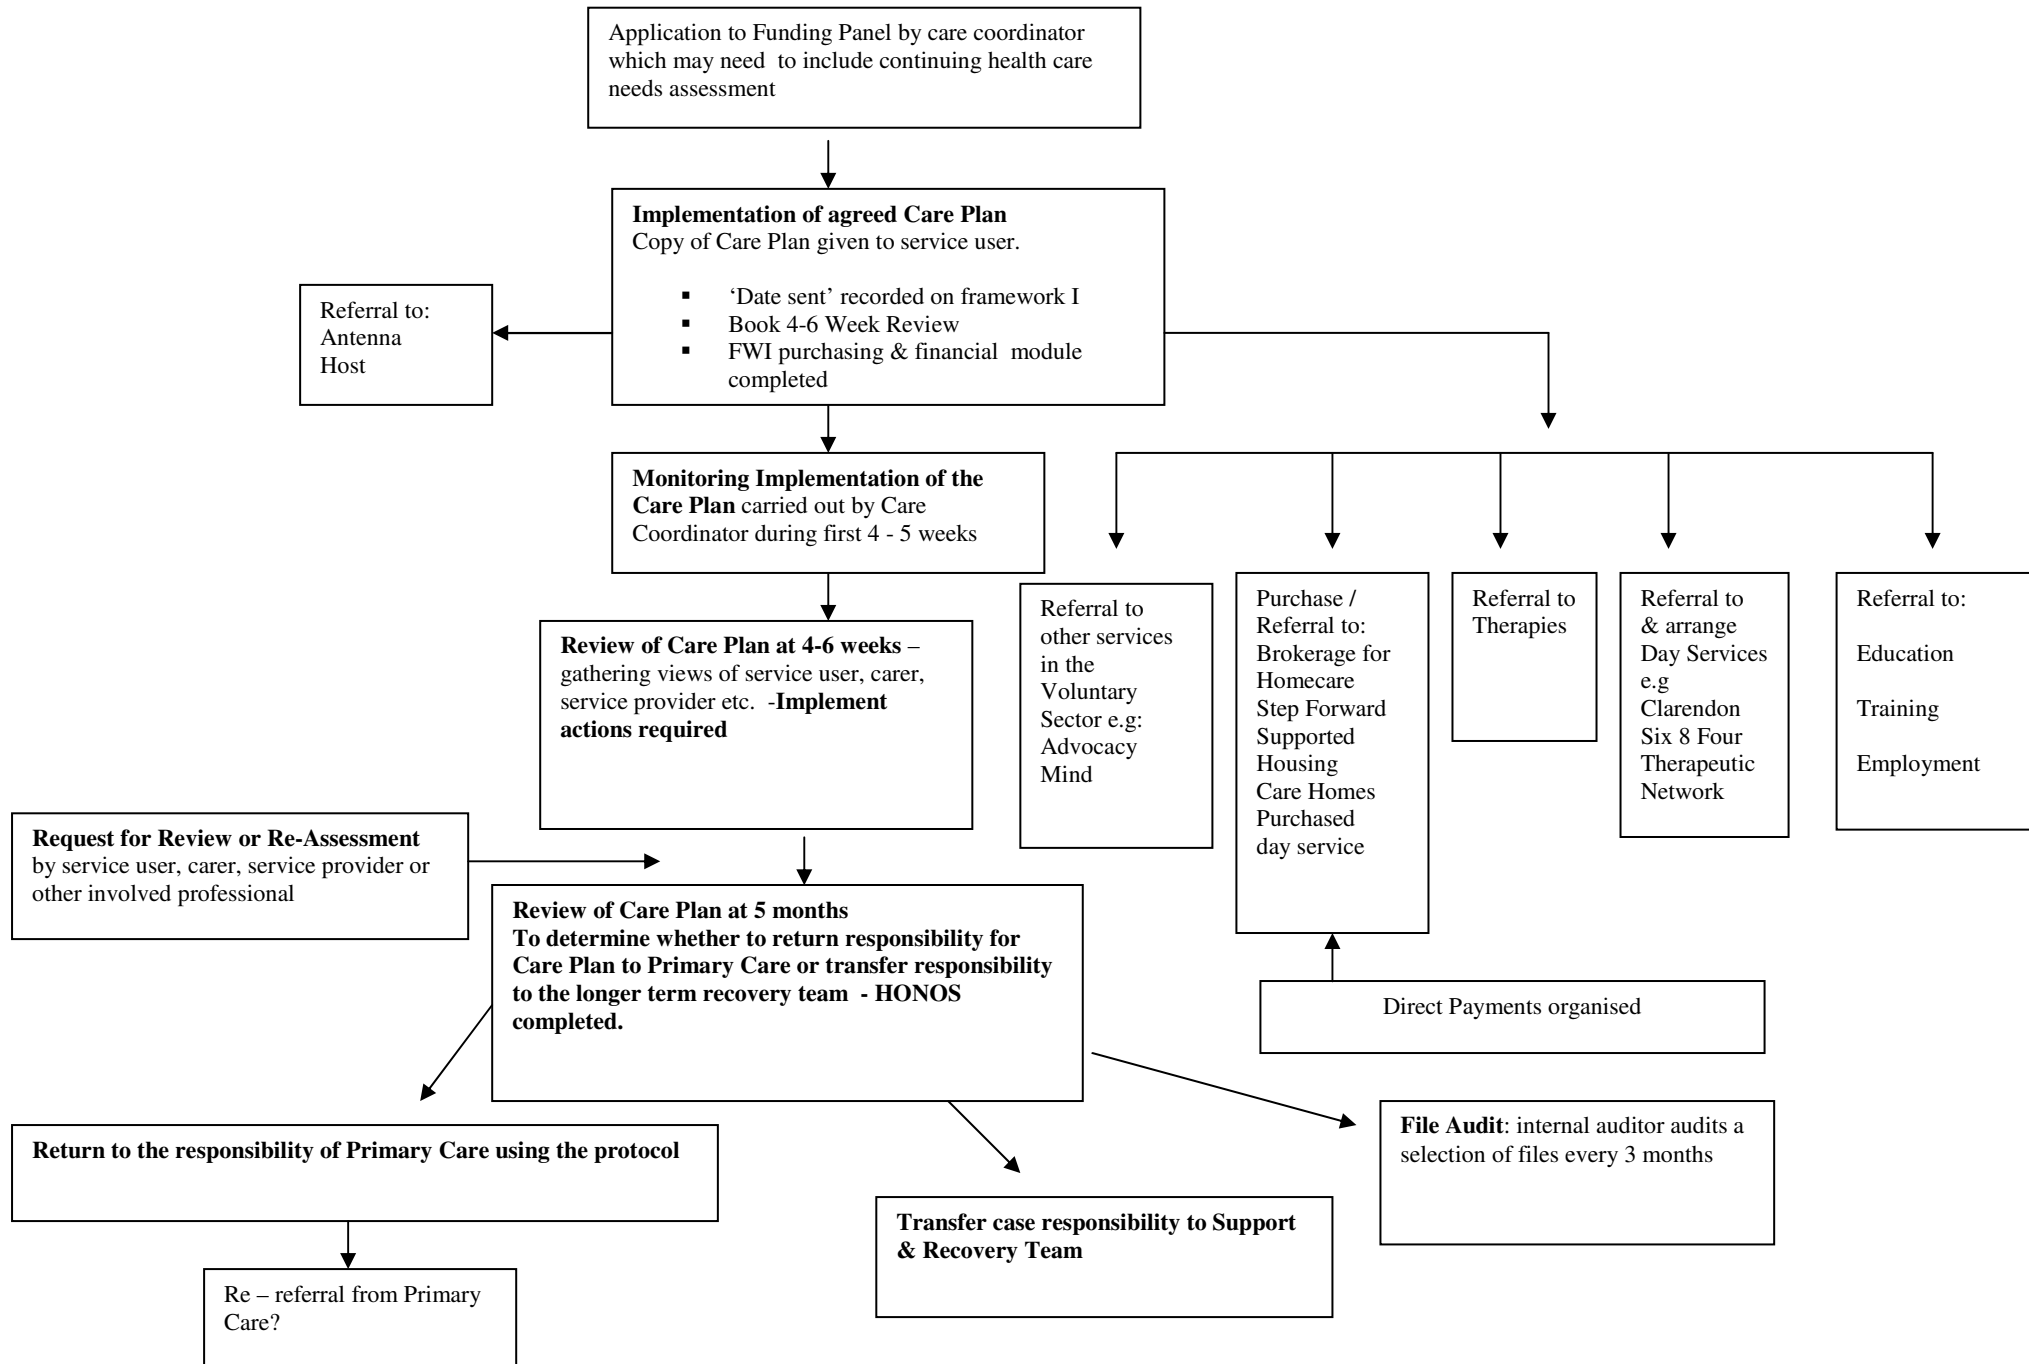 Application to Funding Panel by care coordinator
which may need  to include continuing health care
needs assessment
Implementation of agreed Care Plan
Copy of Care Plan given to service user.
▪ ‘Date sent’ recorded on framework I
▪ Book 4-6 Week Review
▪ FWI purchasing & financial  module
completed
Referral to:
Antenna
Host
Monitoring Implementation of the
Care Plan carried out by Care
Coordinator during first 4 - 5 weeks
Review of Care Plan at 4-6 weeks –
gathering views of service user, carer,
service provider etc.  -Implement
actions required
Referral to
other services
in the
Voluntary
Sector e.g:
Advocacy
Mind
Purchase /
Referral to:
Brokerage for
Homecare
Step Forward
Supported
Housing
Care Homes
Purchased
day service
Referral to
Therapies
Referral to
& arrange
Day Services
e.g
Clarendon
Six 8 Four
Therapeutic
Network
Referral to:
Education
Training
Employment
Request for Review or Re-Assessment
by service user, carer, service provider or
other involved professional
Review of Care Plan at 5 months
To determine whether to return responsibility for
Care Plan to Primary Care or transfer responsibility
to the longer term recovery team  - HONOS
completed.
Direct Payments organised
Return to the responsibility of Primary Care using the protocol
File Audit: internal auditor audits a
selection of files every 3 months
Transfer case responsibility to Support
& Recovery Team
Re – referral from Primary
Care?